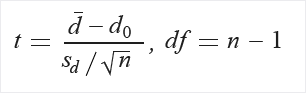 t = (d̄ − d₀) / (s_d / √n) , df = n − 1